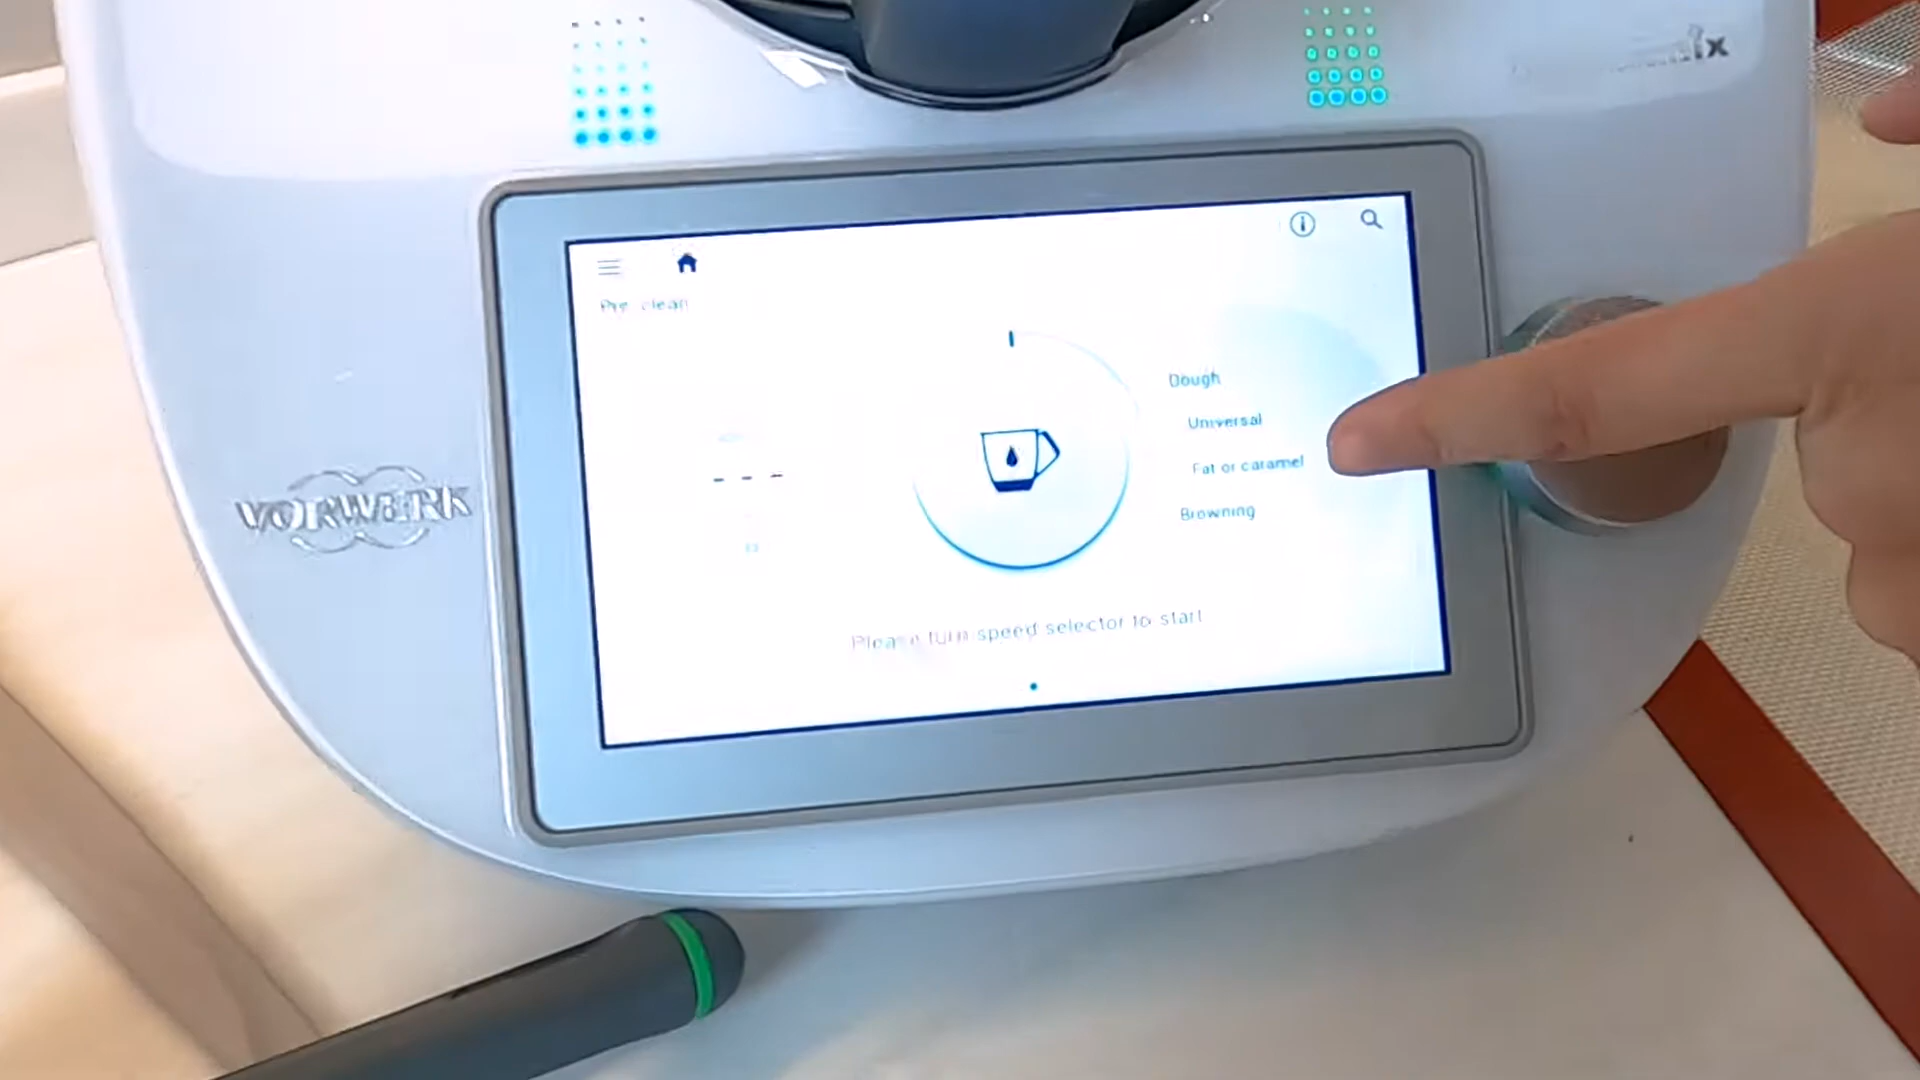 VORWERK
Pre clean
Dough
Universal
Fat or caramel
Browning
Please turn speed selector to start